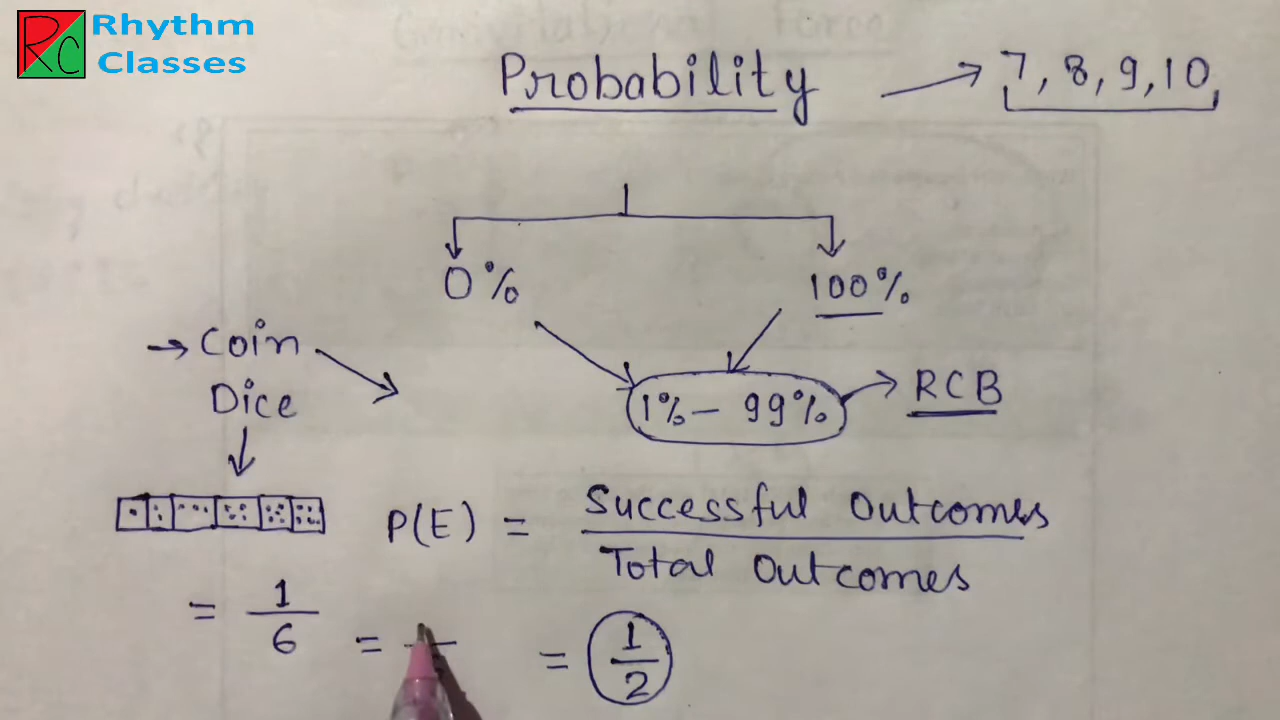 Rhythm
Classes
RC
Probability → 7, 8, 9, 10
0%
100%
→ Coin
Dice
1% – 99%
RCB
P(E) = Successful Outcomes
Total Outcomes
= 1
6
=
= 1
2